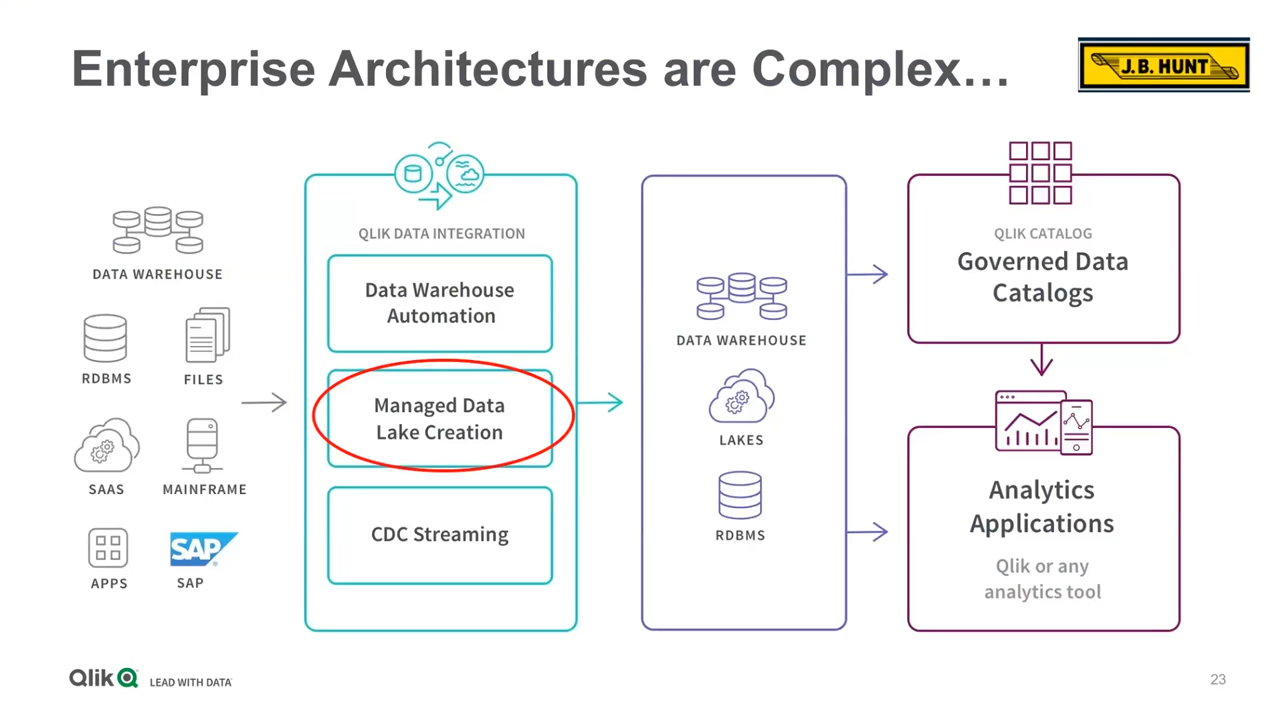 Enterprise Architectures are Complex…
J.B. HUNT
DATA WAREHOUSE
RDBMS
FILES
SAAS
MAINFRAME
SAP
APPS
SAP
QLIK DATA INTEGRATION
Data Warehouse
Automation
Managed Data
Lake Creation
CDC Streaming
DATA WAREHOUSE
LAKES
RDBMS
QLIK CATALOG
Governed Data
Catalogs
Analytics
Applications
Qlik or any
analytics tool
Qlik
LEAD WITH DATA
23